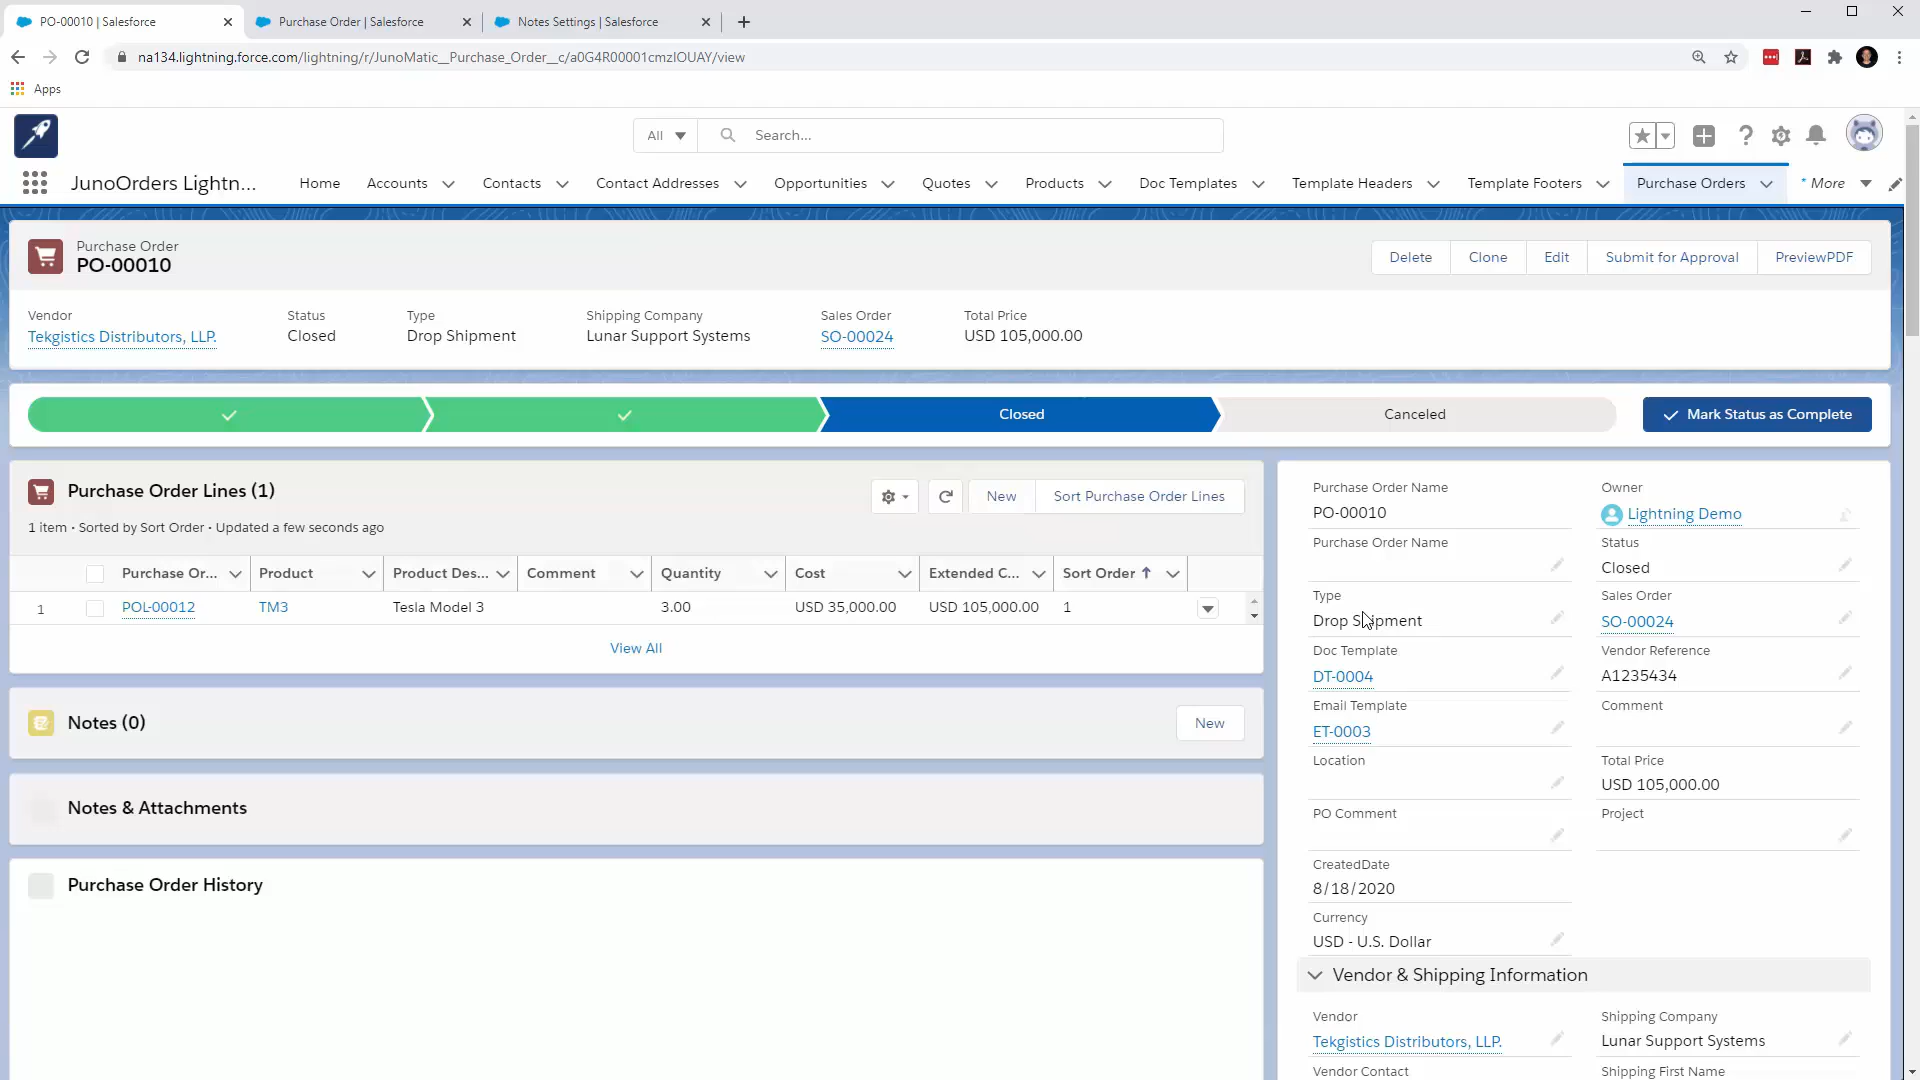 PO-00010 | Salesforce
Purchase Order | Salesforce
Notes Settings | Salesforce
na134.lightning.force.com/lightning/r/JunoMatic__Purchase_Order__c/a0G4R00001cmzlOUAY/view
Apps
All
Search...
JunoOrders Lightn...
Home
Accounts
Contacts
Contact Addresses
Opportunities
Quotes
Products
Doc Templates
Template Headers
Template Footers
Purchase Orders
* More
Purchase Order
PO-00010
Delete
Clone
Edit
Submit for Approval
PreviewPDF
Vendor
Tekgistics Distributors, LLP.
Status
Closed
Type
Drop Shipment
Shipping Company
Lunar Support Systems
Sales Order
SO-00024
Total Price
USD 105,000.00
Closed
Canceled
Mark Status as Complete
Purchase Order Lines (1)
1 item • Sorted by Sort Order • Updated a few seconds ago
New
Sort Purchase Order Lines
Purchase Or...
Product
Product Des...
Comment
Quantity
Cost
Extended C...
Sort Order
1
POL-00012
TM3
Tesla Model 3
3.00
USD 35,000.00
USD 105,000.00
1
View All
Notes (0)
New
Notes & Attachments
Purchase Order History
Purchase Order Name
PO-00010
Owner
Lightning Demo
Purchase Order Name
Status
Closed
Type
Drop Shipment
Sales Order
SO-00024
Doc Template
DT-0004
Vendor Reference
A1235434
Email Template
ET-0003
Comment
Location
Total Price
USD 105,000.00
PO Comment
Project
CreatedDate
8/18/2020
Currency
USD - U.S. Dollar
Vendor & Shipping Information
Vendor
Tekgistics Distributors, LLP.
Shipping Company
Lunar Support Systems
Vendor Contact
Shipping First Name